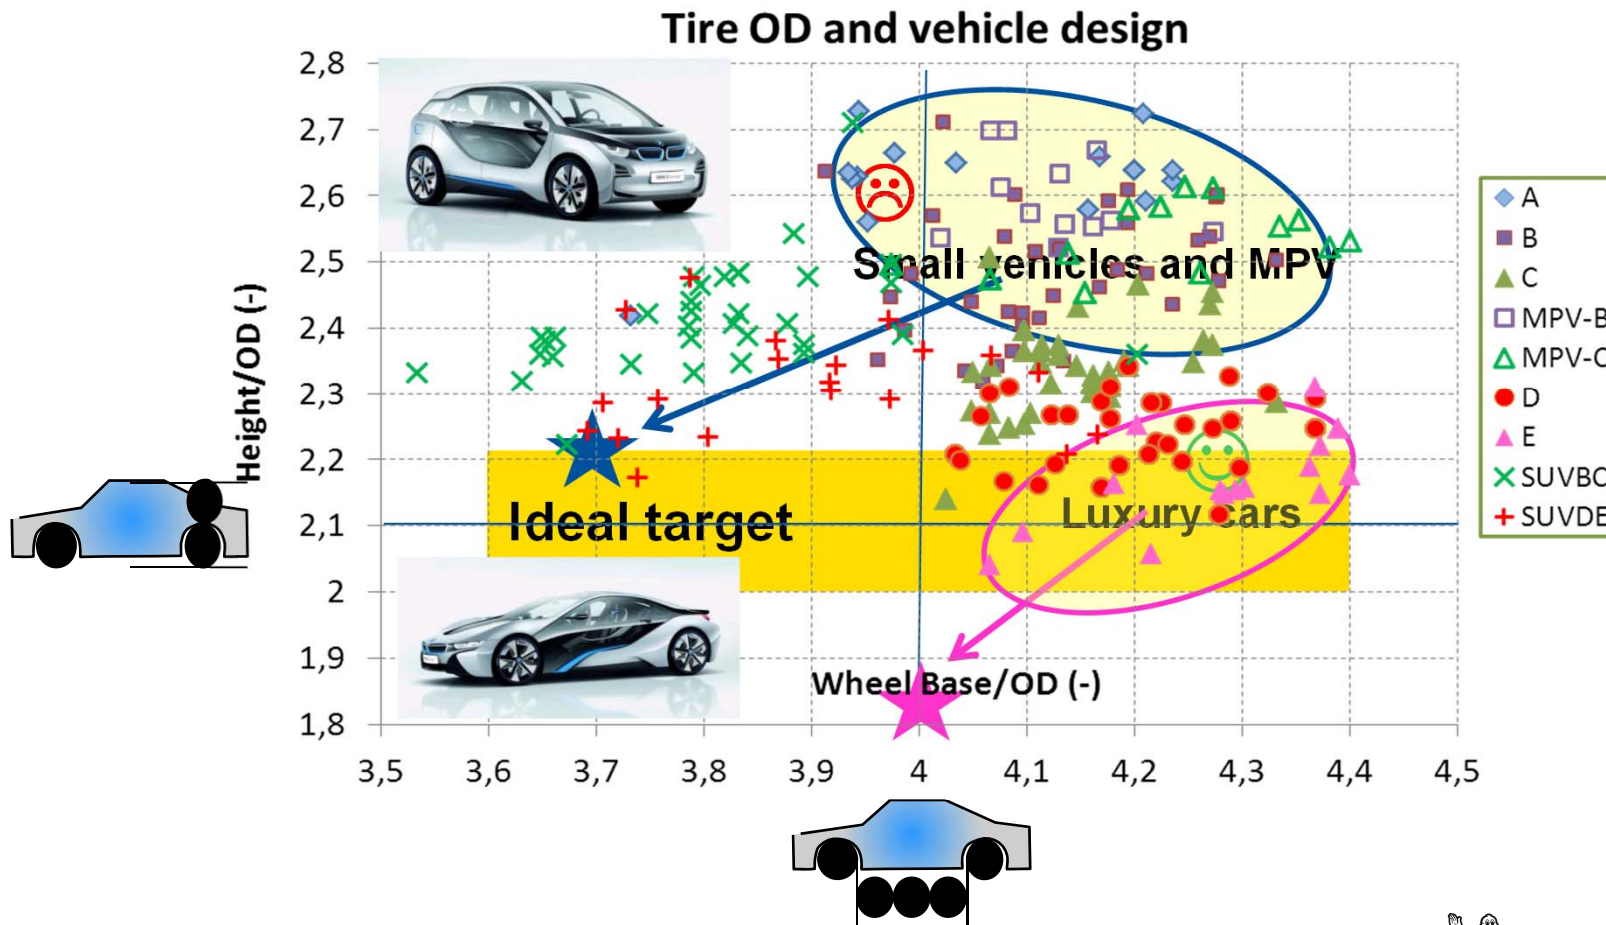 Tire OD and vehicle design
2,8
2,7
2,6
2,5
2,4
2,3
2,2
2,1
2
1,9
1,8
Height/OD (-)
Small vehicles and MPV
Ideal target
Luxury cars
Wheel Base/OD (-)
3,5 3,6 3,7 3,8 3,9 4 4,1 4,2 4,3 4,4 4,5
A
B
C
MPV-B
MPV-C
D
E
SUVBC
SUVDE